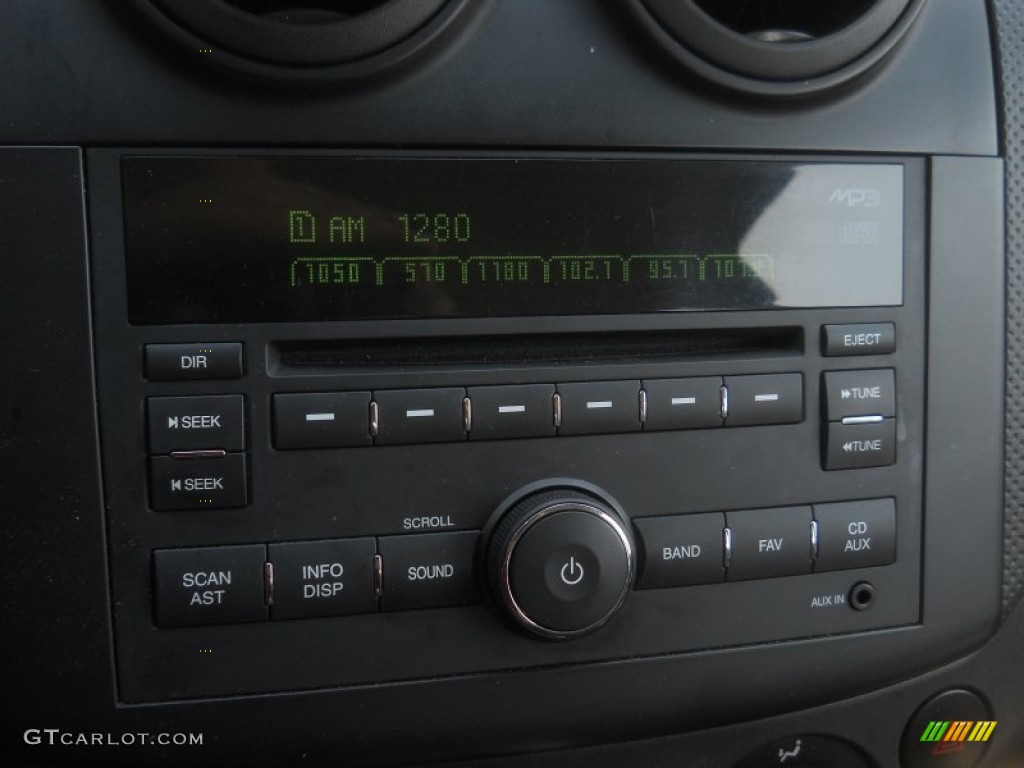 MP3
1 AM 1280
1050 570 1180 102.1 95.7
DIR
EJECT
SEEK
TUNE
TUNE
SEEK
SCROLL
SCAN AST
INFO DISP
SOUND
BAND
FAV
CD AUX
AUX IN
GTCARLOT.COM